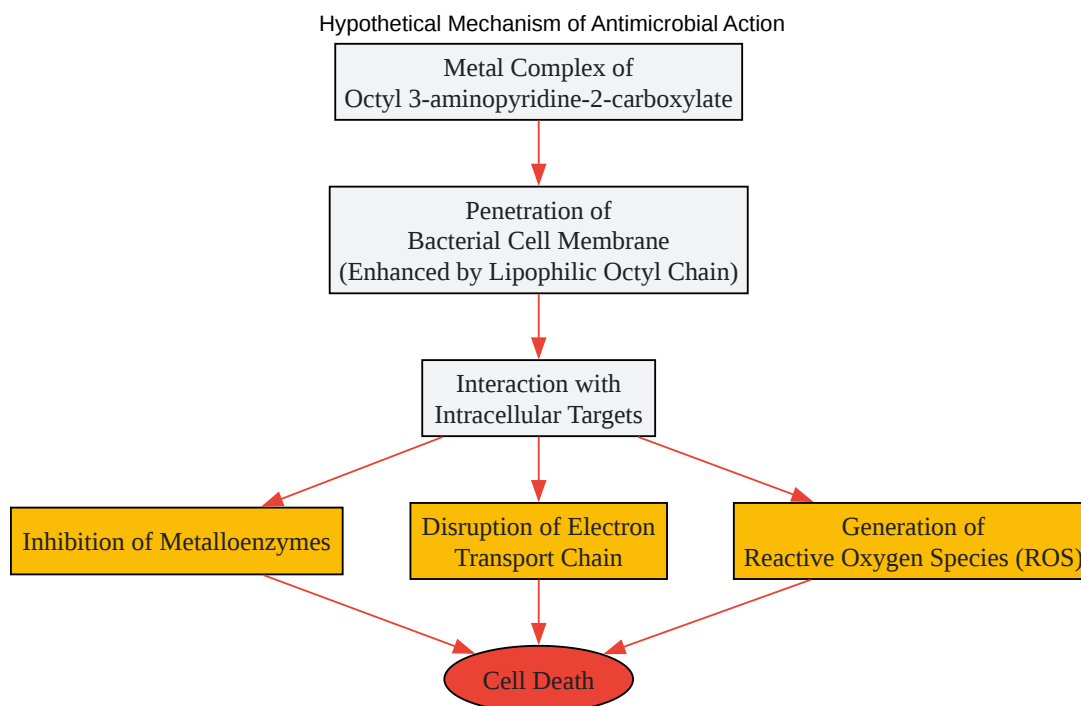 Hypothetical Mechanism of Antimicrobial Action
Metal Complex of
Octyl 3-aminopyridine-2-carboxylate
Penetration of
Bacterial Cell Membrane
(Enhanced by Lipophilic Octyl Chain)
Interaction with
Intracellular Targets
Inhibition of Metalloenzymes
Disruption of Electron
Transport Chain
Generation of
Reactive Oxygen Species (ROS)
Cell Death